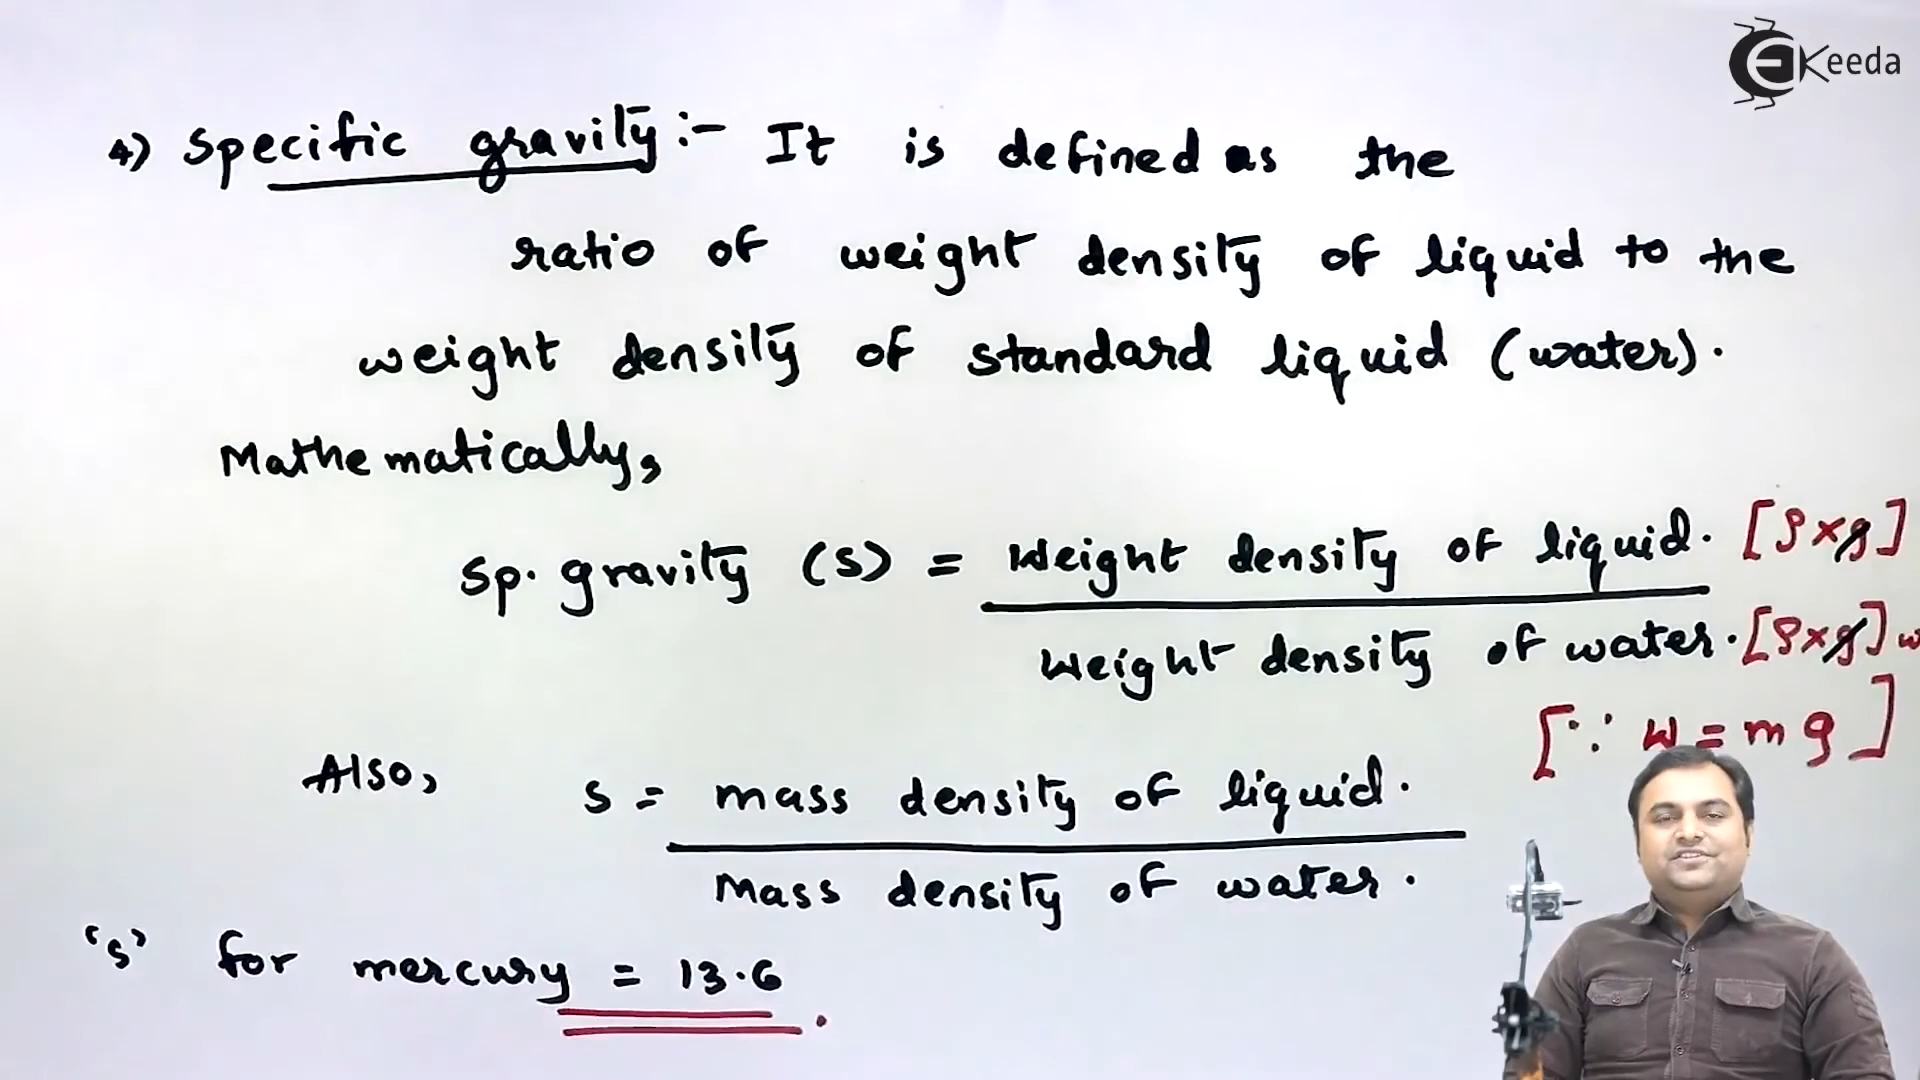 Keeda
4) Specific gravity :- It is defined as the
ratio of weight density of liquid to the
weight density of standard liquid (water).
Mathematically,
Sp. gravity (S) = Weight density of liquid. [ρ×g]
Weight density of water. [ρ×g] w
[∵ W = mg]
Also, S = mass density of liquid.
Mass density of water.
'S' for mercury = 13.6.